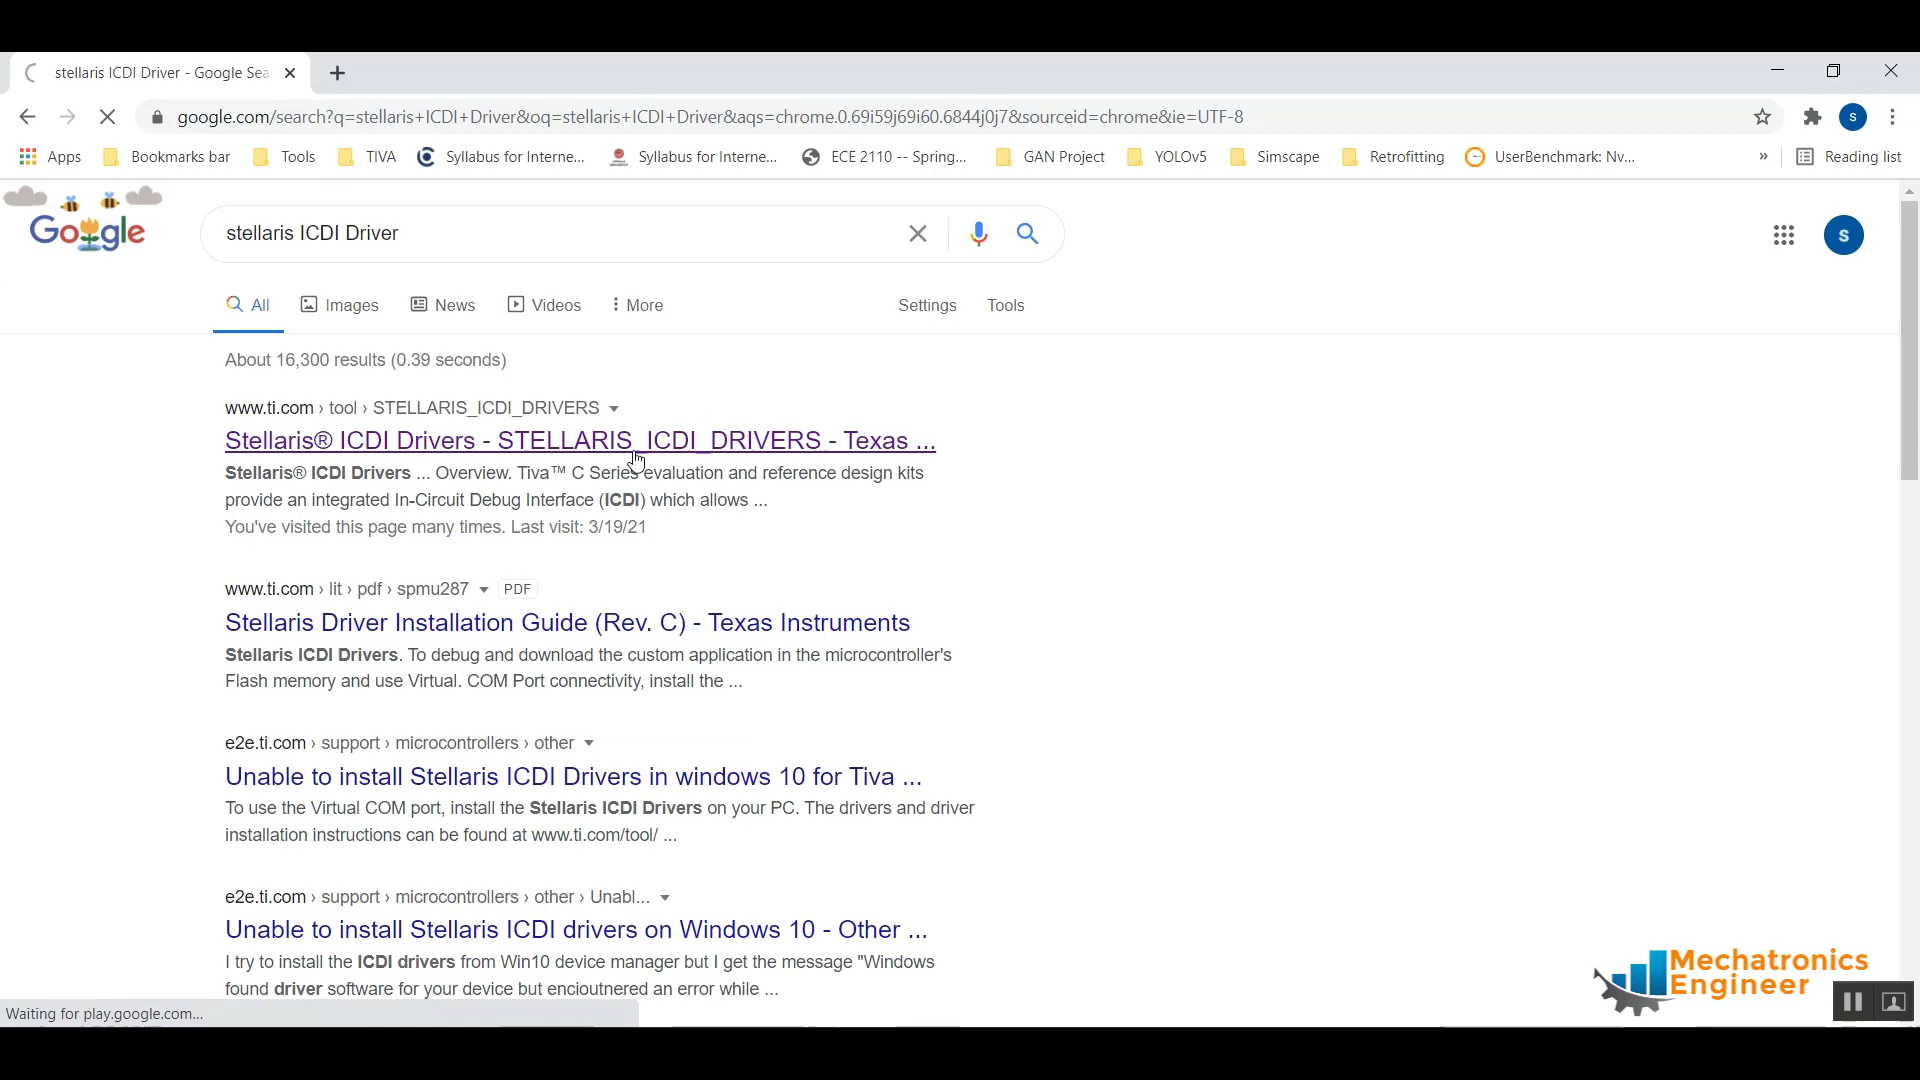 stellaris ICDI Driver - Google Sea
google.com/search?q=stellaris+ICDI+Driver&oq=stellaris+ICDI+Driver&aqs=chrome.0.69i59j69i60.6844j0j7&sourceid=chrome&ie=UTF-8
S
Apps Bookmarks bar Tools TIVA Syllabus for Interne... Syllabus for Interne... ECE 2110 -- Spring... GAN Project YOLOv5 Simscape Retrofitting UserBenchmark: Nv... » Reading list
Google
stellaris ICDI Driver
S
All Images News Videos More Settings Tools
About 16,300 results (0.39 seconds)
www.ti.com › tool › STELLARIS_ICDI_DRIVERS
Stellaris® ICDI Drivers - STELLARIS_ICDI_DRIVERS - Texas ...
Stellaris® ICDI Drivers ... Overview. Tiva™ C Series evaluation and reference design kits
provide an integrated In-Circuit Debug Interface (ICDI) which allows ...
You've visited this page many times. Last visit: 3/19/21
www.ti.com › lit › pdf › spmu287 PDF
Stellaris Driver Installation Guide (Rev. C) - Texas Instruments
Stellaris ICDI Drivers. To debug and download the custom application in the microcontroller's
Flash memory and use Virtual. COM Port connectivity, install the ...
e2e.ti.com › support › microcontrollers › other
Unable to install Stellaris ICDI Drivers in windows 10 for Tiva ...
To use the Virtual COM port, install the Stellaris ICDI Drivers on your PC. The drivers and driver
installation instructions can be found at www.ti.com/tool/ ...
e2e.ti.com › support › microcontrollers › other › Unabl...
Unable to install Stellaris ICDI drivers on Windows 10 - Other ...
I try to install the ICDI drivers from Win10 device manager but I get the message "Windows
found driver software for your device but encioutnered an error while ...
Waiting for play.google.com...
Mechatronics
Engineer